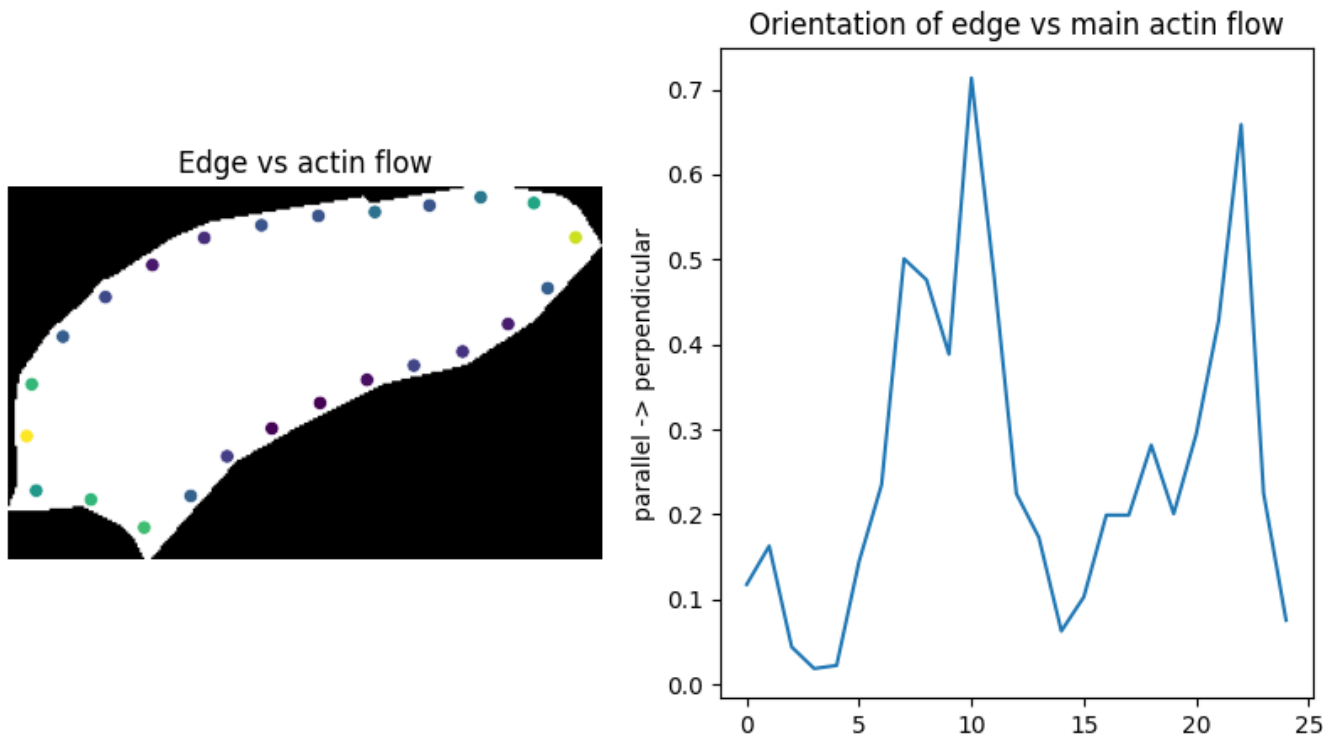 Edge vs actin flow
Orientation of edge vs main actin flow
parallel -> perpendicular
0.7
0.6
0.5
0.4
0.3
0.2
0.1
0.0
0 5 10 15 20 25